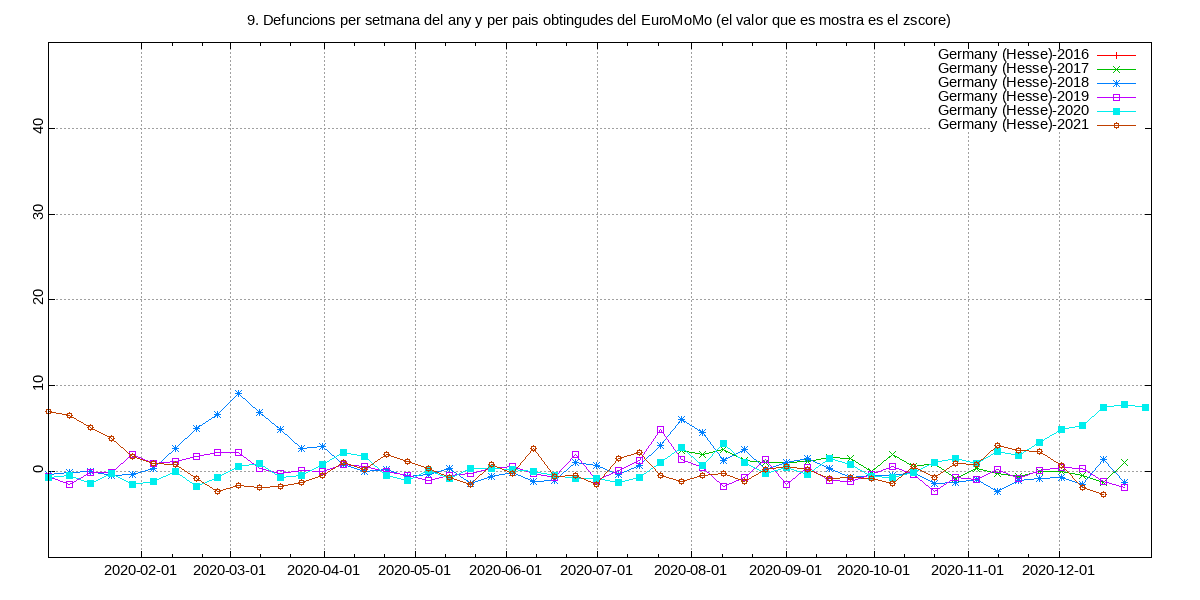 9. Defuncions per setmana del any y per pais obtingudes del EuroMoMo (el valor que es mostra es el zscore)
Germany (Hesse)-2016
Germany (Hesse)-2017
Germany (Hesse)-2018
Germany (Hesse)-2019
Germany (Hesse)-2020
Germany (Hesse)-2021
40
30
20
10
0
2020-02-01 2020-03-01 2020-04-01 2020-05-01 2020-06-01 2020-07-01 2020-08-01 2020-09-01 2020-10-01 2020-11-01 2020-12-01